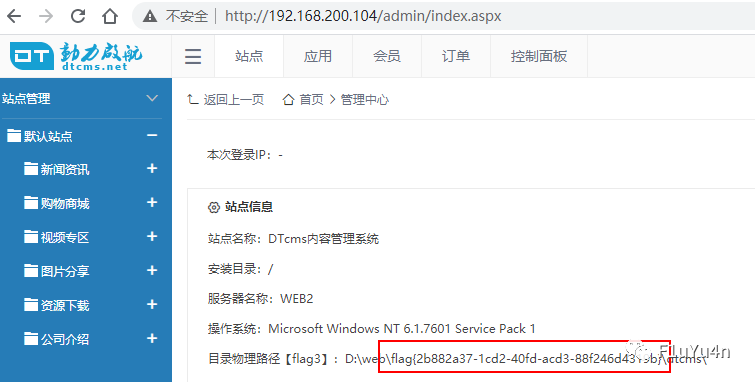 不安全 http://192.168.200.104/admin/index.aspx
DT 动力启航
dtcms.net
站点 应用 会员 订单 控制面板
站点管理
返回上一页 首页 管理中心
默认站点
新闻资讯
购物商城
视频专区
图片分享
资源下载
公司介绍
本次登录IP：-
站点信息
站点名称：DTcms内容管理系统
安装目录：/
服务器名称：WEB2
操作系统：Microsoft Windows NT 6.1.7601 Service Pack 1
目录物理路径【flag3】：D:\web\flag{2b882a37-1cd2-40fd-acd3-
FiluYu4n